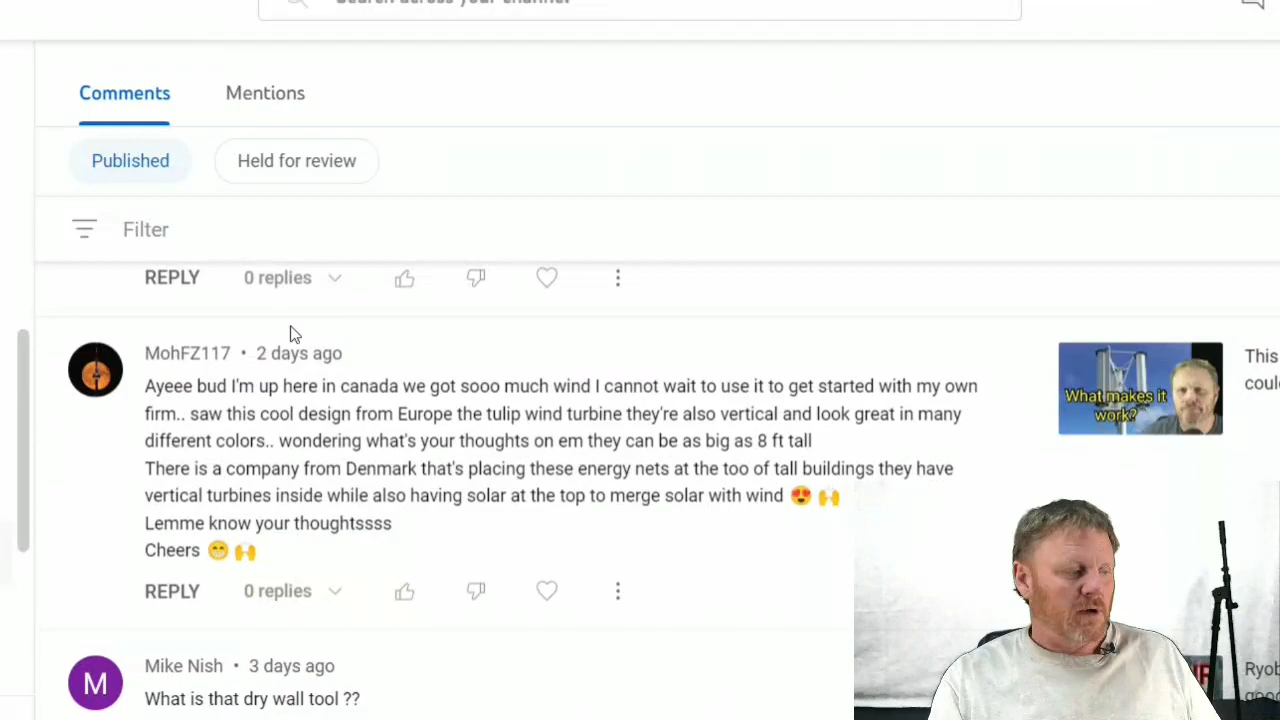 Search across your channel
Comments
Mentions
Published
Held for review
Filter
REPLY
0 replies
MohFZ117 • 2 days ago
Ayeee bud I'm up here in canada we got sooo much wind I cannot wait to use it to get started with my own
firm.. saw this cool design from Europe the tulip wind turbine they're also vertical and look great in many
different colors.. wondering what's your thoughts on em they can be as big as 8 ft tall
There is a company from Denmark that's placing these energy nets at the too of tall buildings they have
vertical turbines inside while also having solar at the top to merge solar with wind 😍 🙌
Lemme know your thoughtssss
Cheers 😁 🙌
What makes it
work?
This
coul
REPLY
0 replies
M
Mike Nish • 3 days ago
What is that dry wall tool ??
Ryob